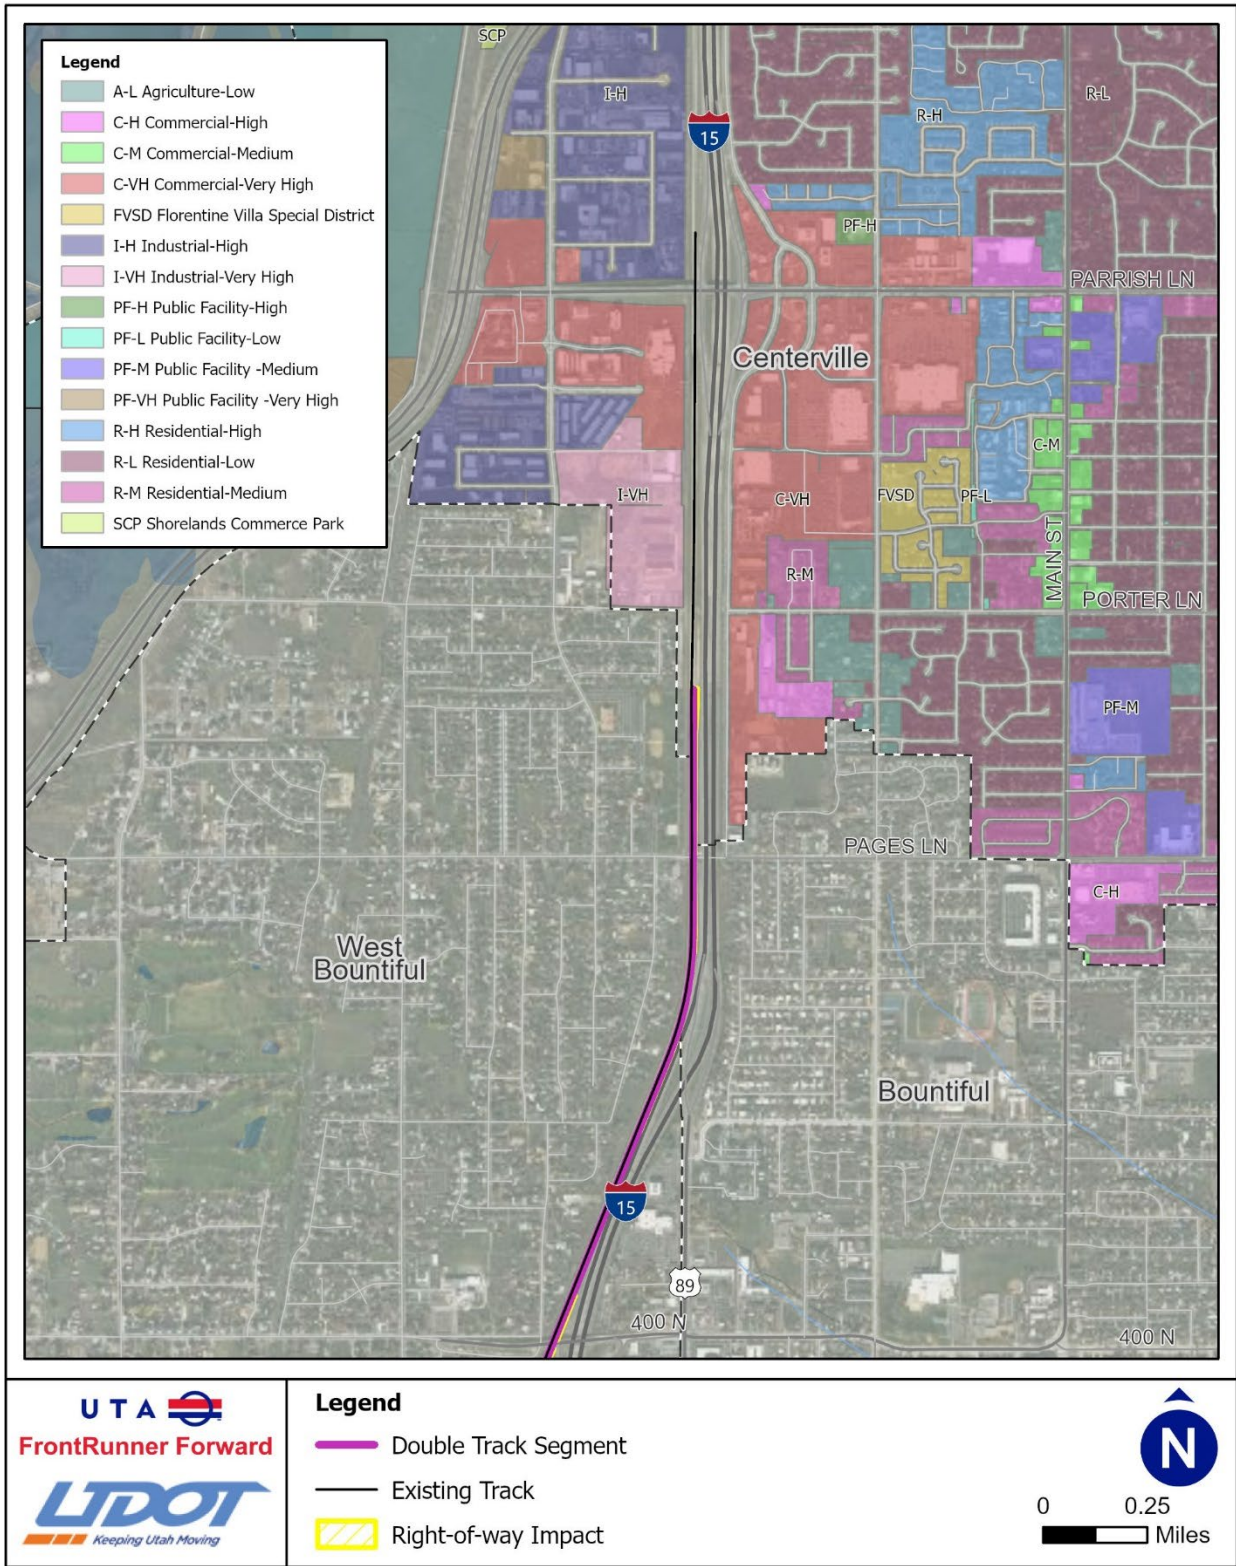 SCP
Legend
A-L Agriculture-Low
C-H Commercial-High
C-M Commercial-Medium
C-VH Commercial-Very High
FVSD Florentine Villa Special District
I-H Industrial-High
I-VH Industrial-Very High
PF-H Public Facility-High
PF-L Public Facility-Low
PF-M Public Facility -Medium
PF-VH Public Facility -Very High
R-H Residential-High
R-L Residential-Low
R-M Residential-Medium
SCP Shorelands Commerce Park
I-H
R-L
R-H
15
PF-H
PARRISH LN
Centerville
C-M
I-VH
C-VH
FVSD
PF-L
MAIN ST
R-M
PORTER LN
PF-M
PAGES LN
C-H
West
Bountiful
Bountiful
15
89
400 N
400 N
UTA
FrontRunner Forward
UDOT
Keeping Utah Moving
Legend
Double Track Segment
Existing Track
Right-of-way Impact
N
0 0.25
Miles